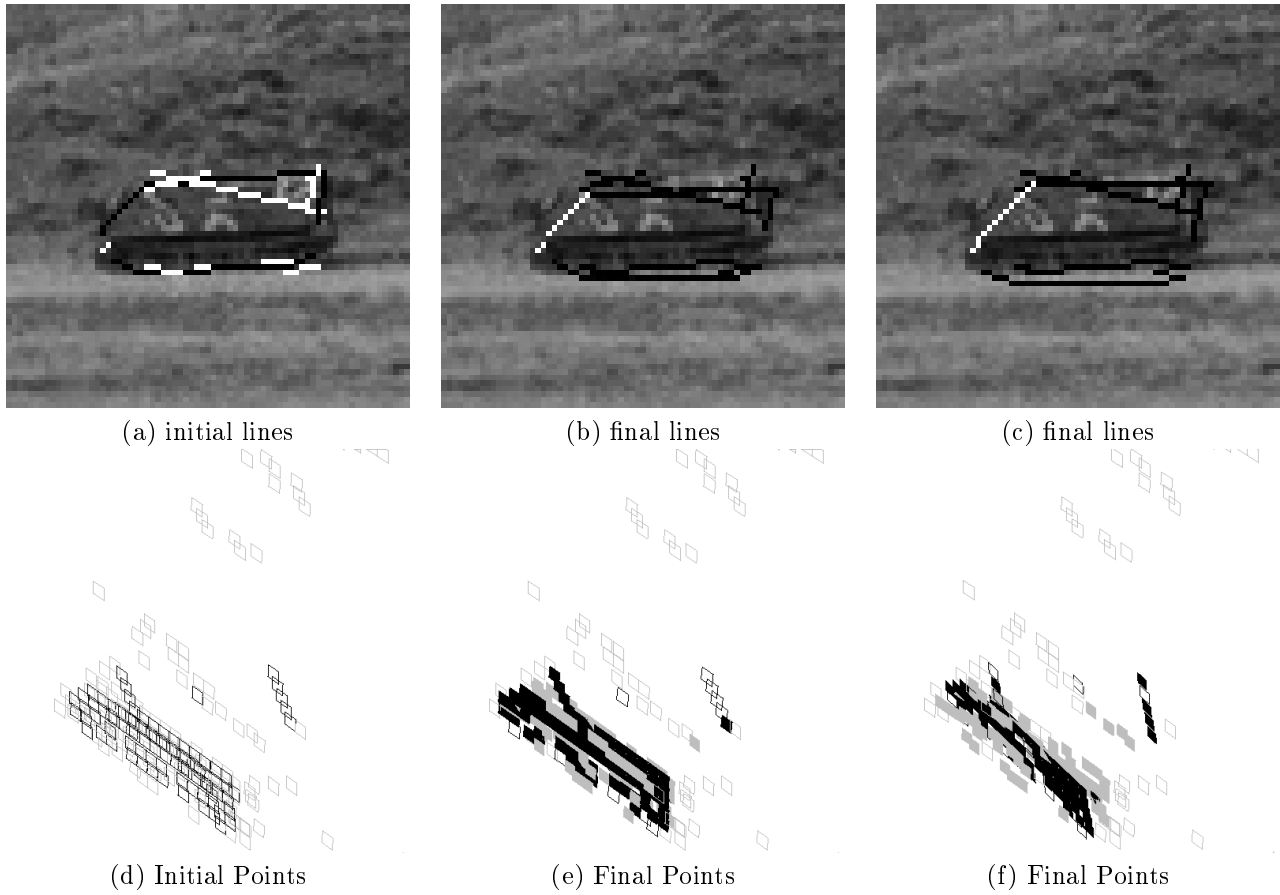 (a) initial lines
(b) final lines
(c) final lines
(d) Initial Points
(e) Final Points
(f) Final Points